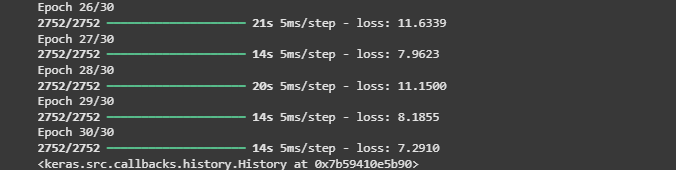 Epoch 26/30
2752/2752 ━━━━━━━━━━━━━━━━━━━━ 21s 5ms/step - loss: 11.6339
Epoch 27/30
2752/2752 ━━━━━━━━━━━━━━━━━━━━ 14s 5ms/step - loss: 7.9623
Epoch 28/30
2752/2752 ━━━━━━━━━━━━━━━━━━━━ 20s 5ms/step - loss: 11.1500
Epoch 29/30
2752/2752 ━━━━━━━━━━━━━━━━━━━━ 14s 5ms/step - loss: 8.1855
Epoch 30/30
2752/2752 ━━━━━━━━━━━━━━━━━━━━ 14s 5ms/step - loss: 7.2910
<keras.src.callbacks.history.History at 0x7b59410e5b90>